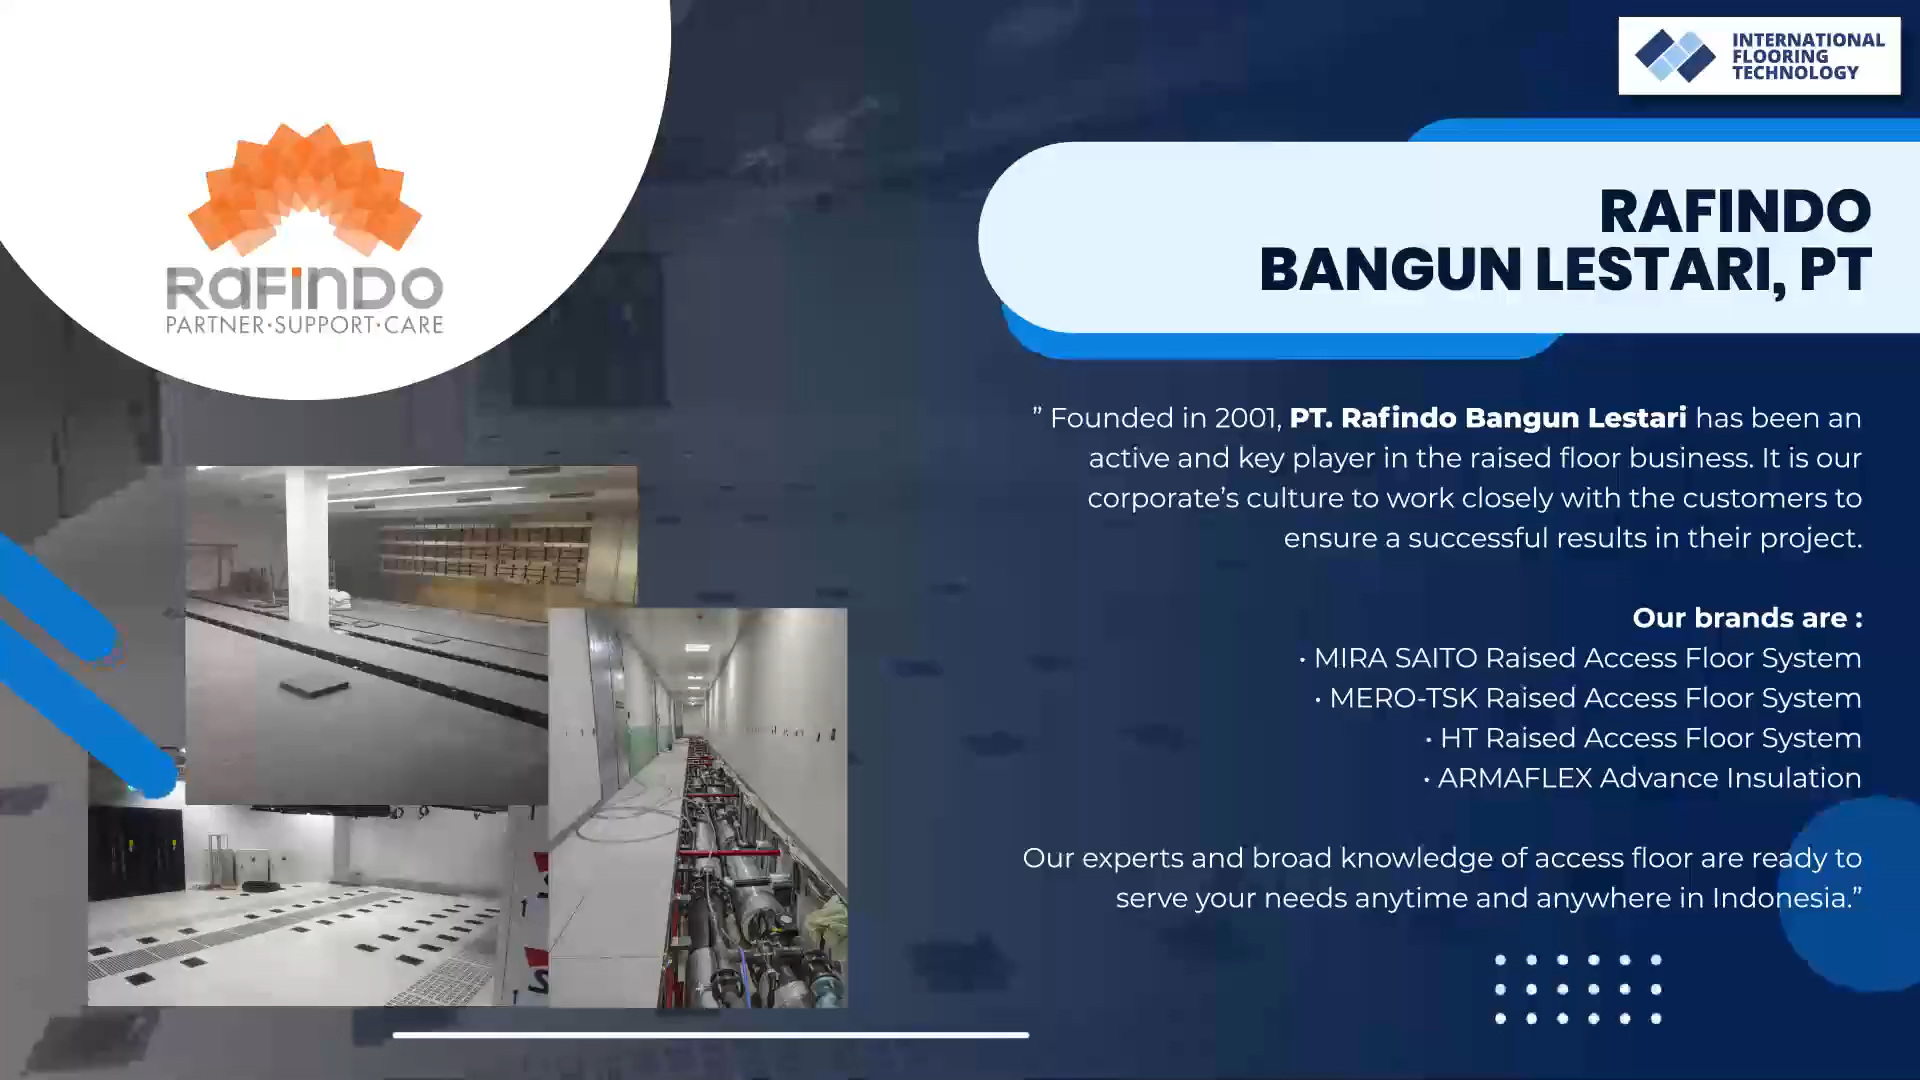 INTERNATIONAL
FLOORING
TECHNOLOGY
RAFINDO
PARTNER·SUPPORT·CARE
RAFINDO
BANGUN LESTARI, PT
” Founded in 2001, PT. Rafindo Bangun Lestari has been an
active and key player in the raised floor business. It is our
corporate’s culture to work closely with the customers to
ensure a successful results in their project.
Our brands are :
• MIRA SAITO Raised Access Floor System
• MERO-TSK Raised Access Floor System
• HT Raised Access Floor System
• ARMAFLEX Advance Insulation
Our experts and broad knowledge of access floor are ready to
serve your needs anytime and anywhere in Indonesia.”